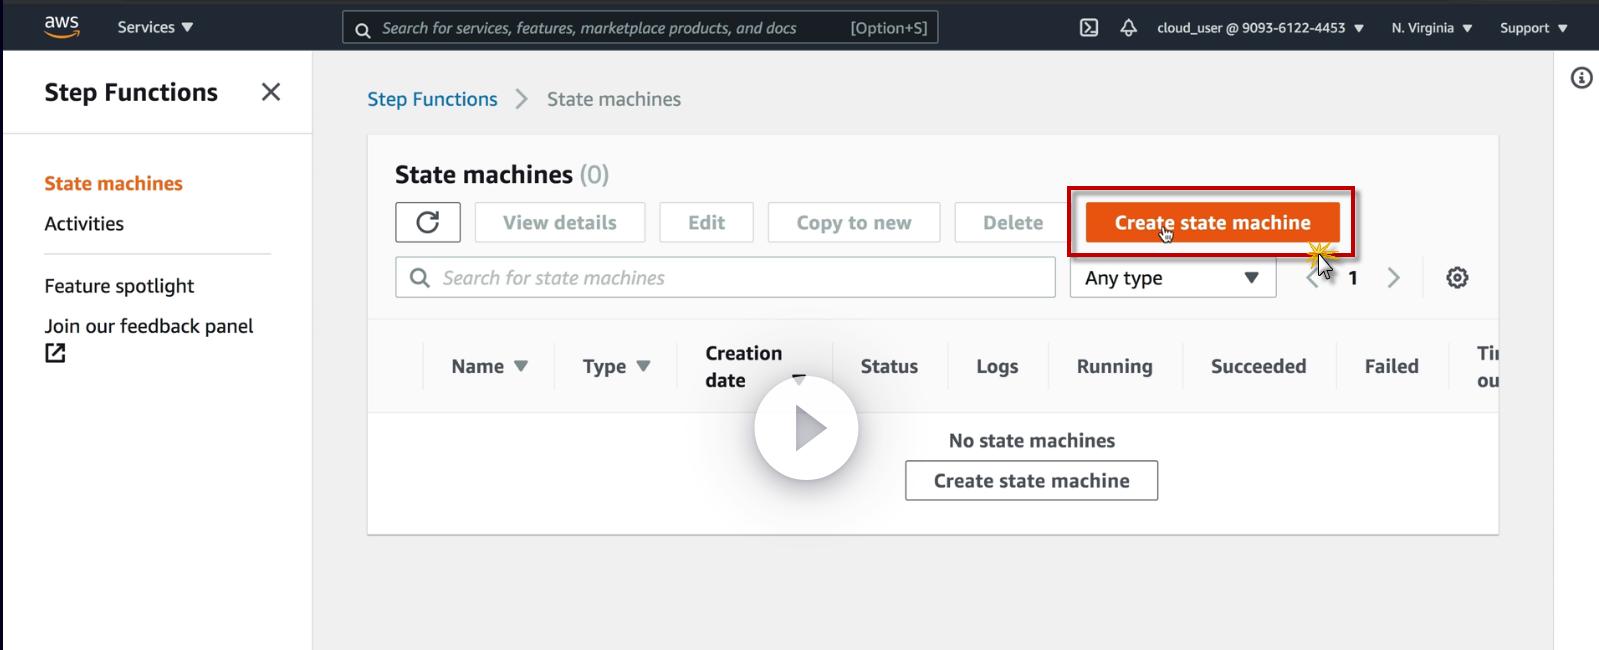 aws Services Search for services, features, marketplace products, and docs [Option+S] cloud_user @ 9093-6122-4453 N. Virginia Support
Step Functions
State machines
Activities
Feature spotlight
Join our feedback panel
Step Functions State machines
State machines (0)
View details Edit Copy to new Delete Create state machine
Search for state machines Any type 1
Name Type Creation date Status Logs Running Succeeded Failed
No state machines
Create state machine